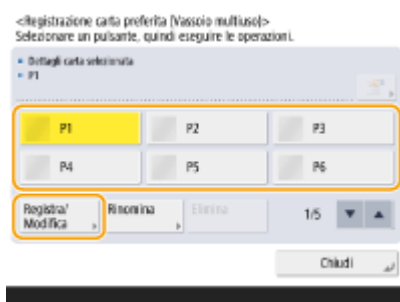 <Registrazione carta preferita (Vassoio multiuso)>
Selezionare un pulsante, quindi eseguire le operazioni.
Dettagli carta selezionata
P1
P1 P2 P3
P4 P5 P6
Registra/ Rinomina Elimina 1/5
Modifica
Chiudi